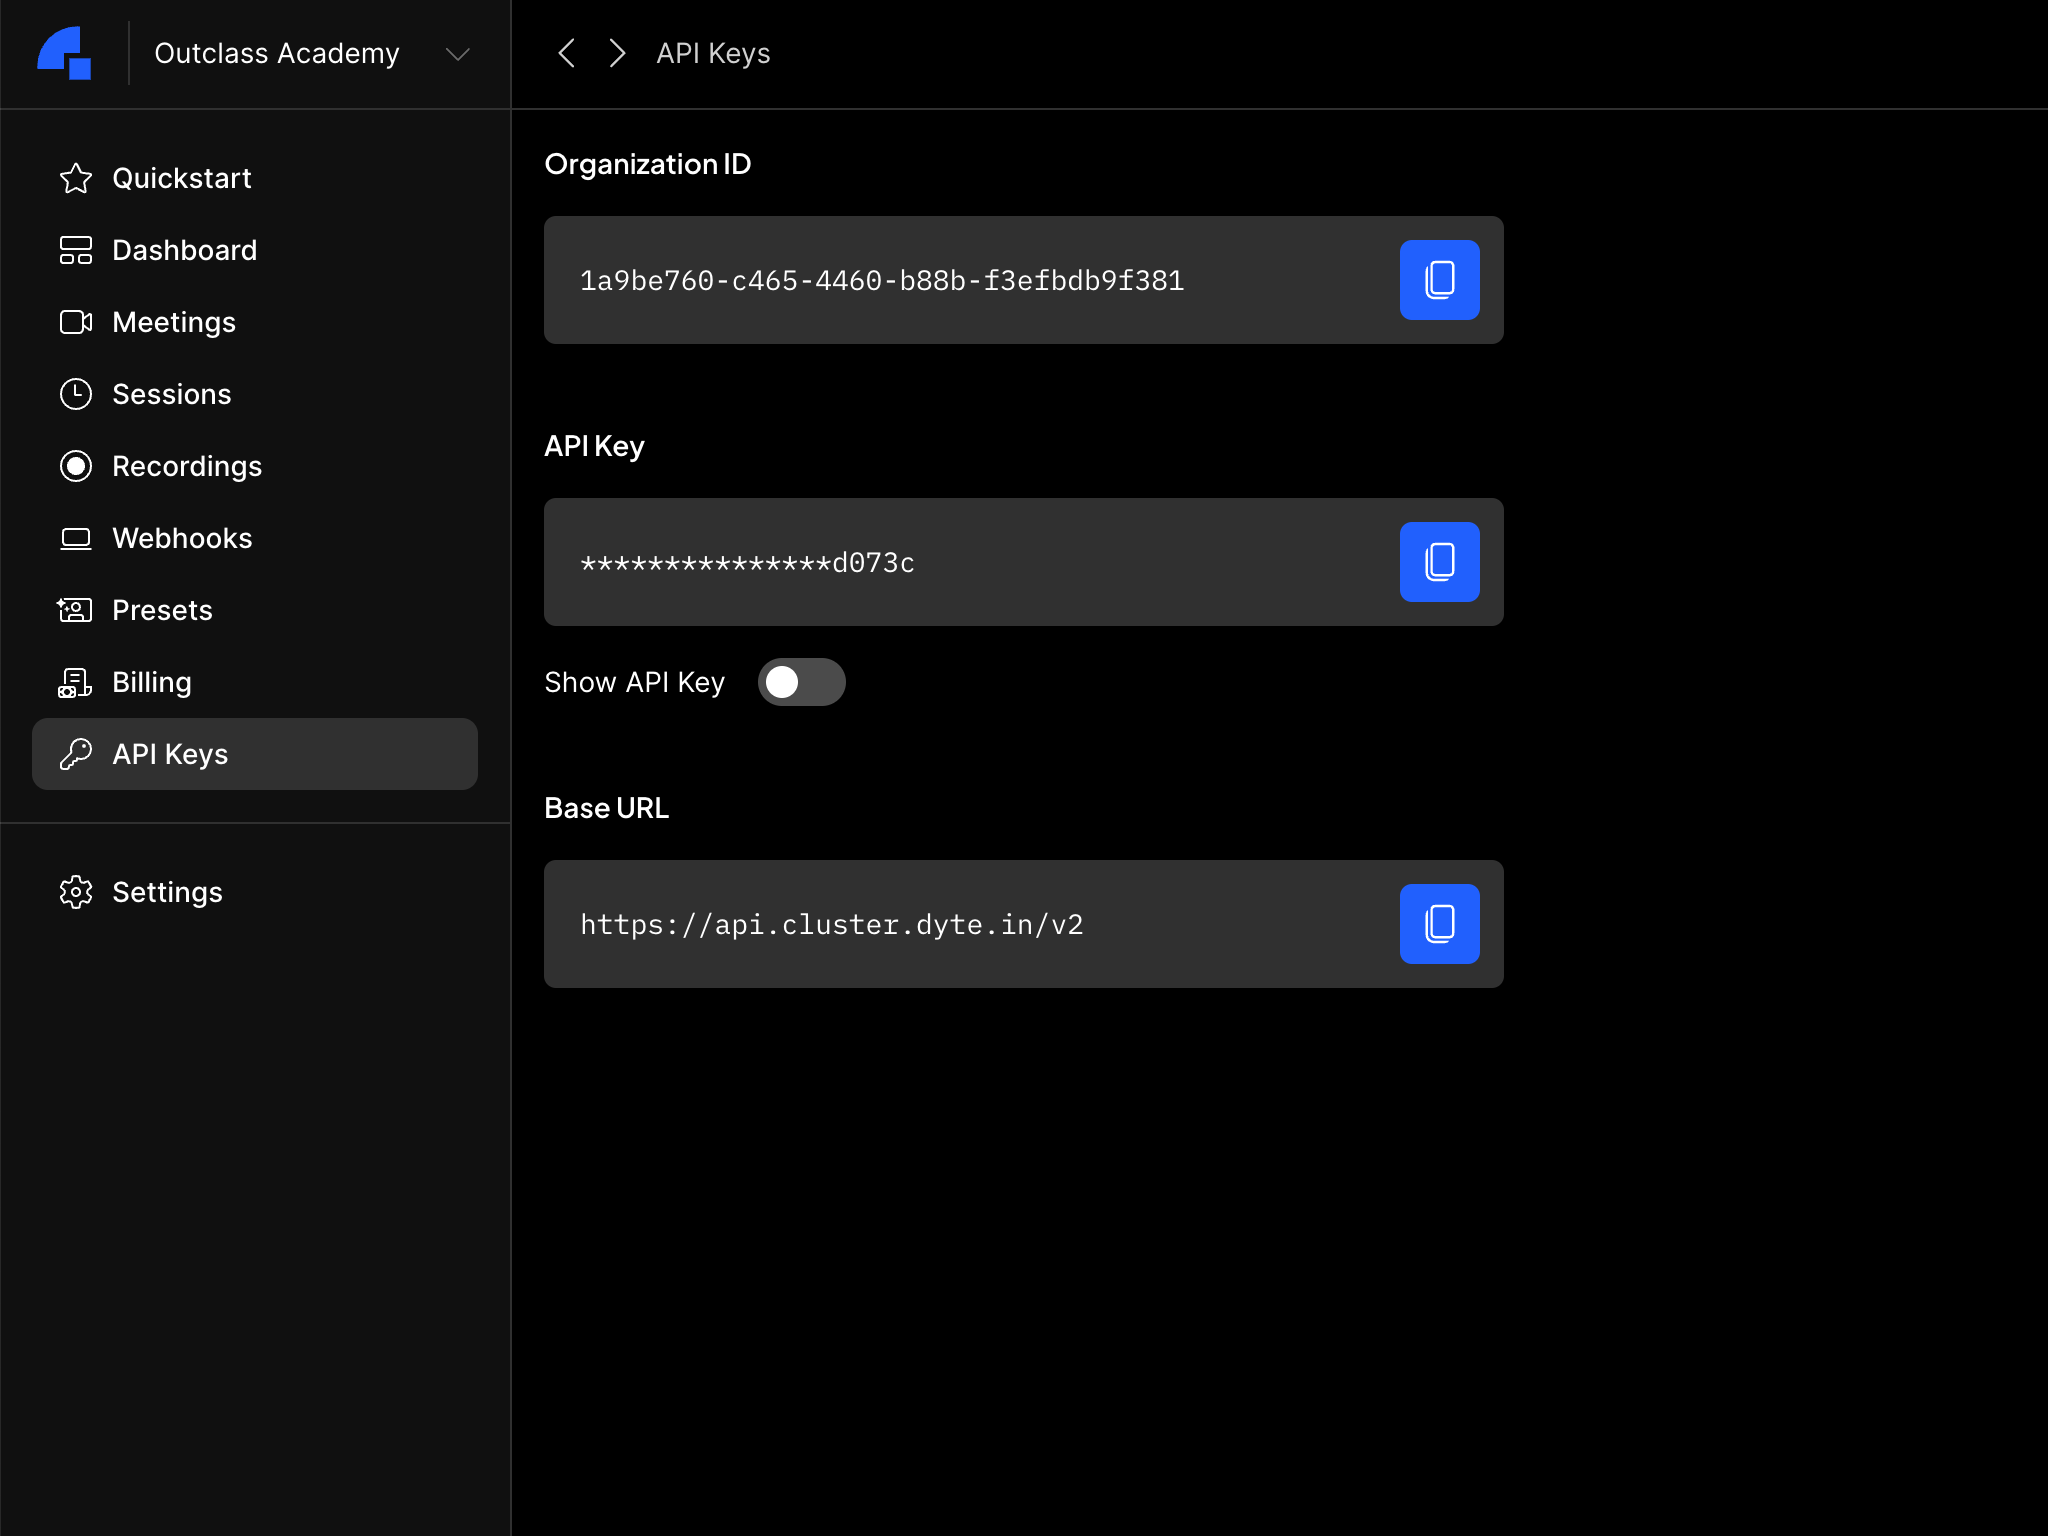 Outclass Academy
API Keys
Quickstart
Dashboard
Meetings
Sessions
Recordings
Webhooks
Presets
Billing
API Keys
Settings
Organization ID
1a9be760-c465-4460-b88b-f3efbdb9f381
API Key
***************d073c
Show API Key
Base URL
https://api.cluster.dyte.in/v2